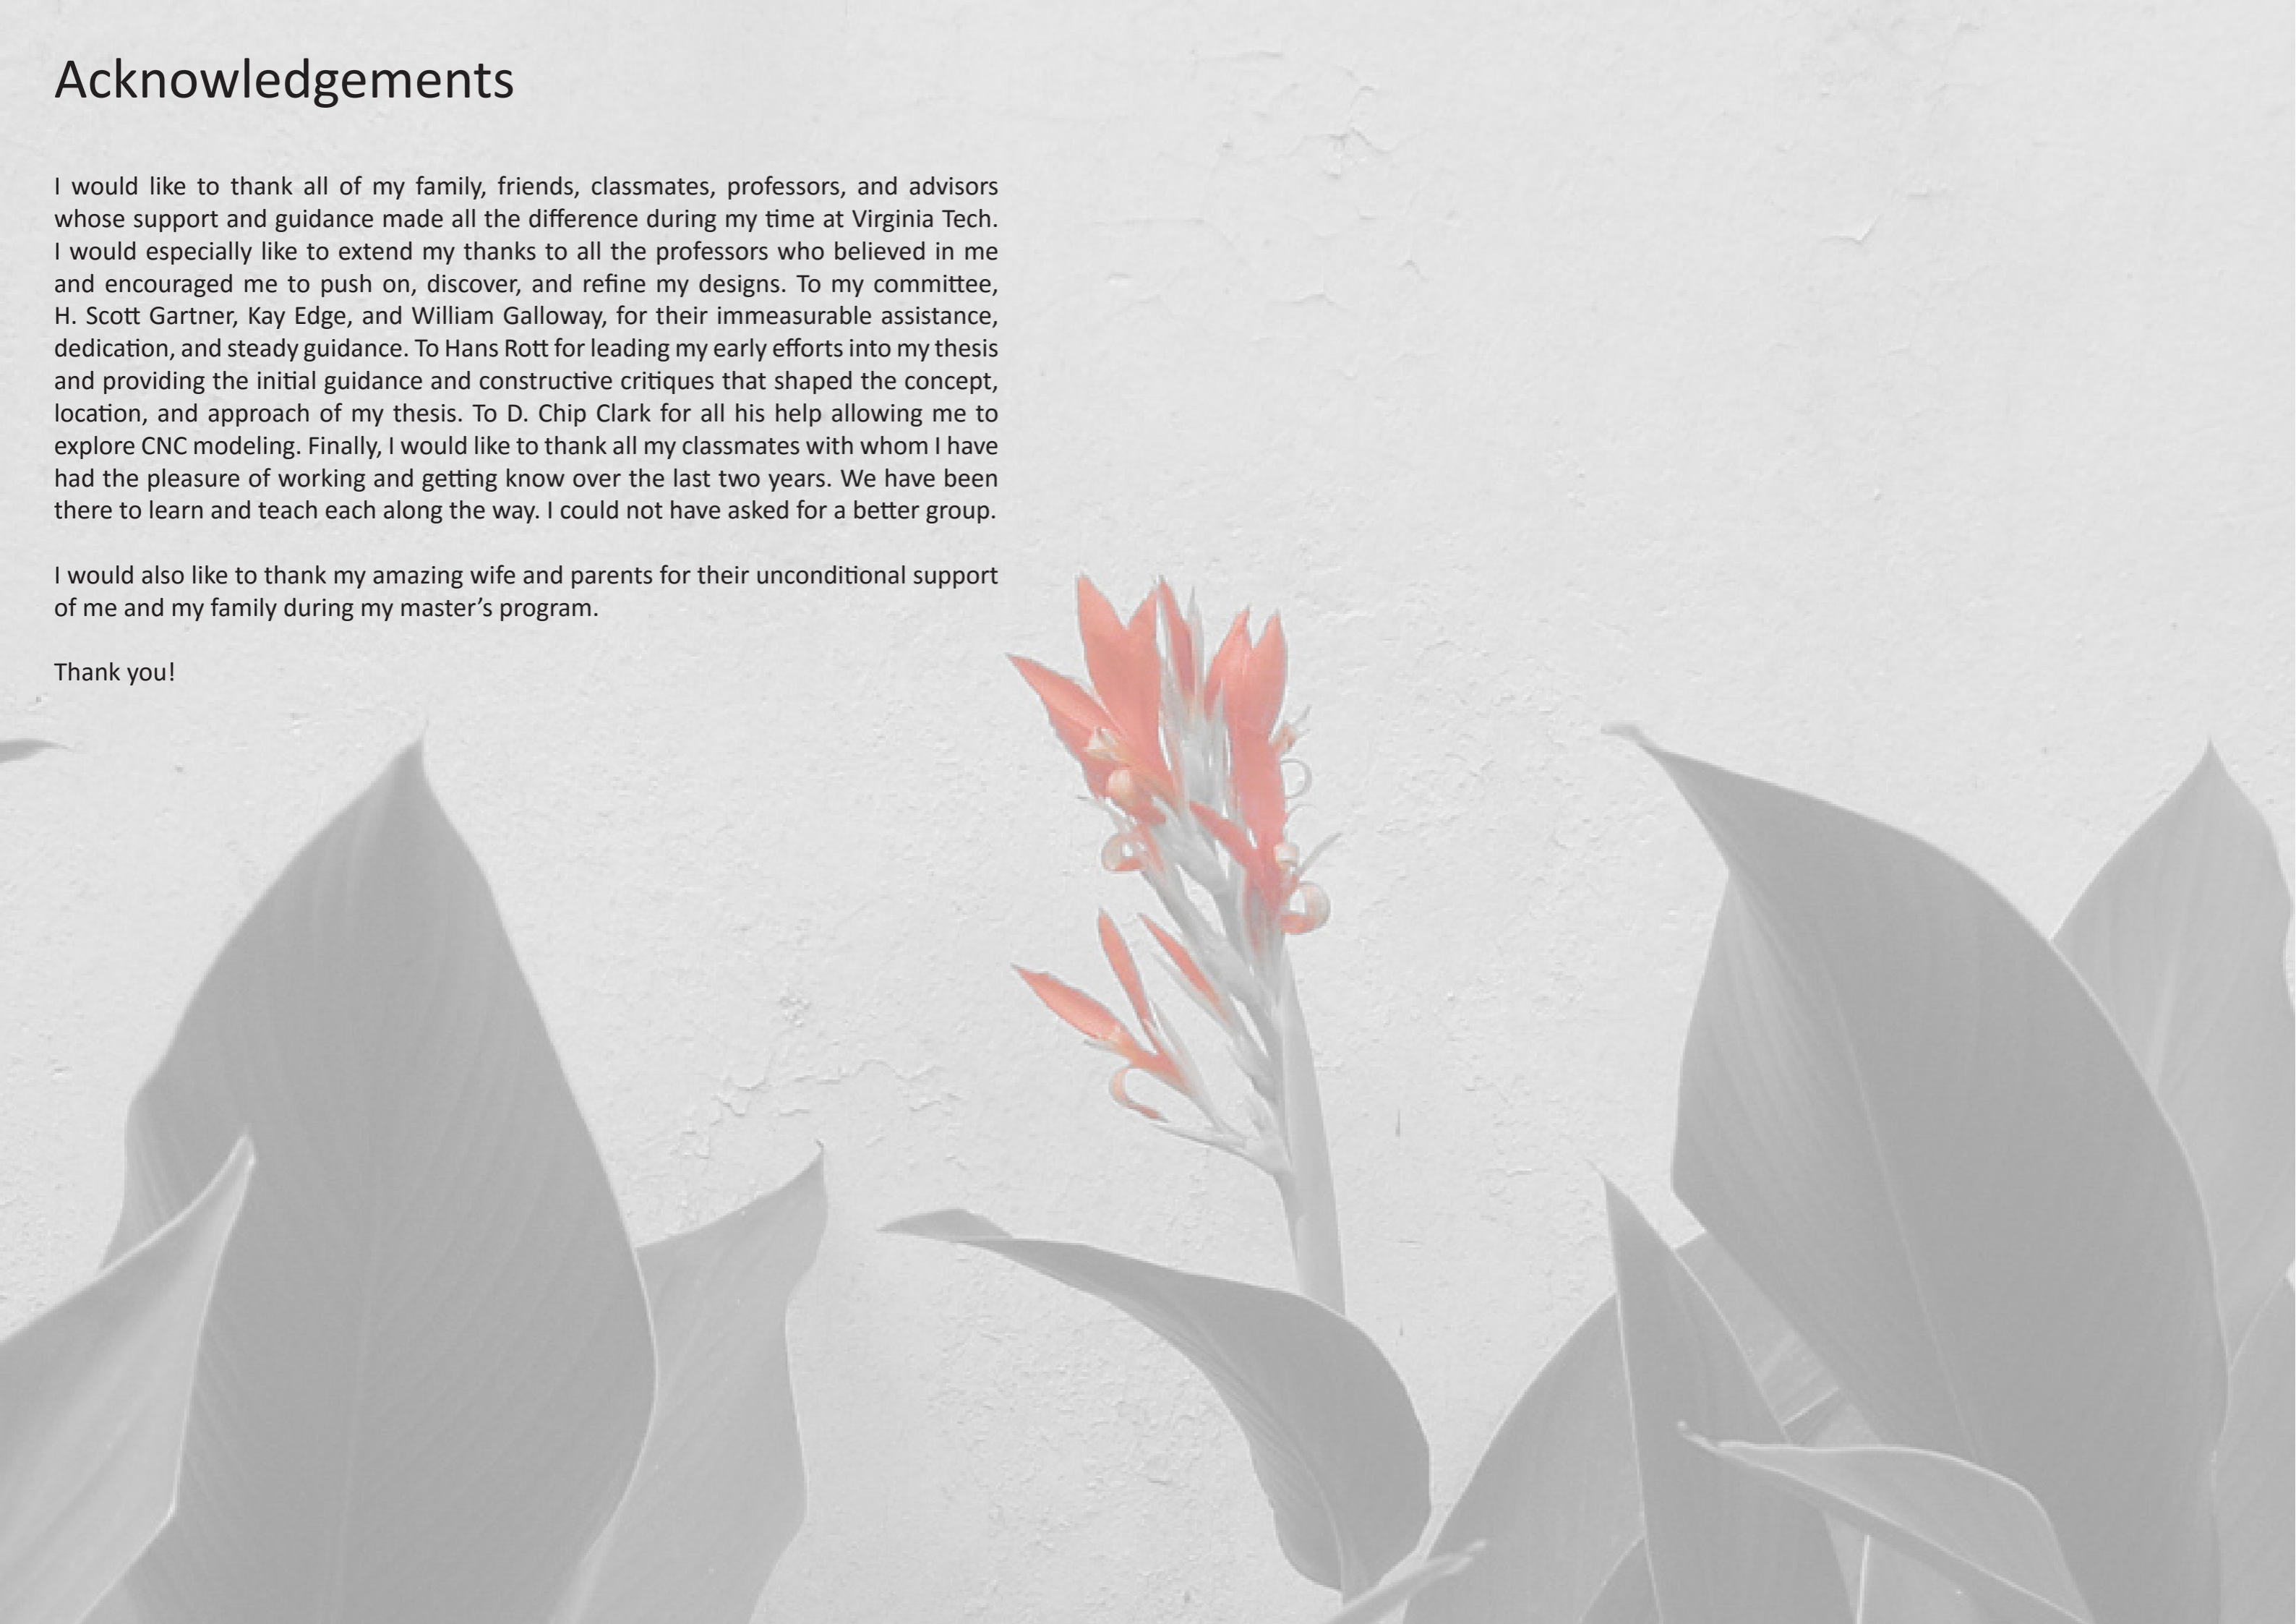 Acknowledgements
I would like to thank all of my family, friends, classmates, professors, and advisors
whose support and guidance made all the difference during my time at Virginia Tech.
I would especially like to extend my thanks to all the professors who believed in me
and encouraged me to push on, discover, and refine my designs. To my committee,
H. Scott Gartner, Kay Edge, and William Galloway, for their immeasurable assistance,
dedication, and steady guidance. To Hans Rott for leading my early efforts into my thesis
and providing the initial guidance and constructive critiques that shaped the concept,
location, and approach of my thesis. To D. Chip Clark for all his help allowing me to
explore CNC modeling. Finally, I would like to thank all my classmates with whom I have
had the pleasure of working and getting know over the last two years. We have been
there to learn and teach each along the way. I could not have asked for a better group.
I would also like to thank my amazing wife and parents for their unconditional support
of me and my family during my master’s program.
Thank you!